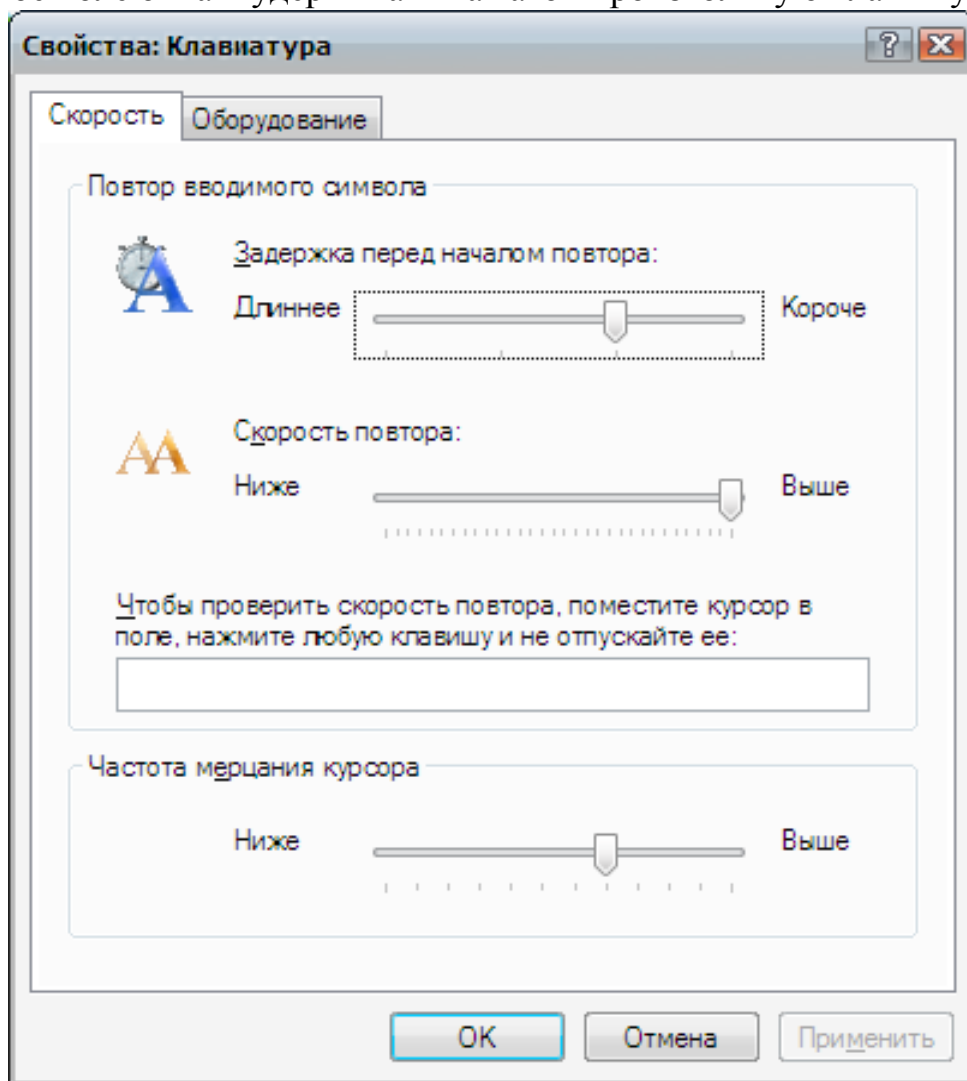 Свойства: Клавиатура
Скорость Оборудование
Повтор вводимого символа
Задержка перед началом повтора:
Длиннее Короче
Скорость повтора:
Ниже Выше
Чтобы проверить скорость повтора, поместите курсор в
поле, нажмите любую клавишу и не отпускайте ее:
Частота мерцания курсора
Ниже Выше
OK Отмена Применить